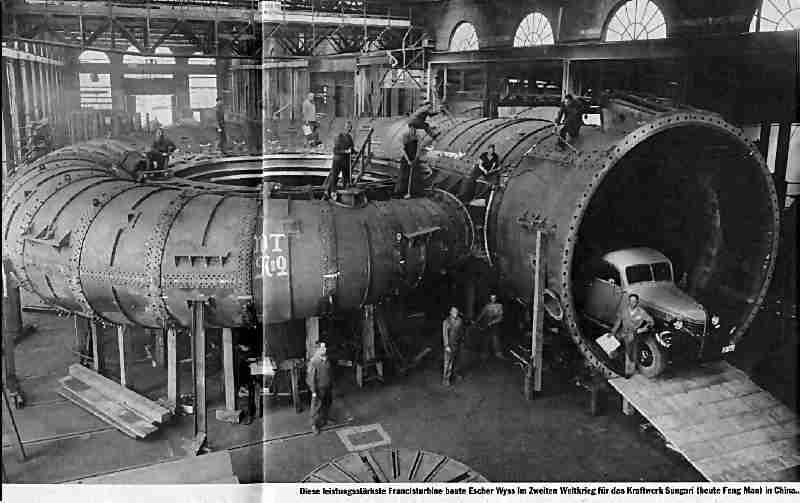 NT
No
Diese leistungsstärkste Francisturbine baute Escher Wyss im Zweiten Weltkrieg für das Kraftwerk Sungari (heute Feng Man) in China.